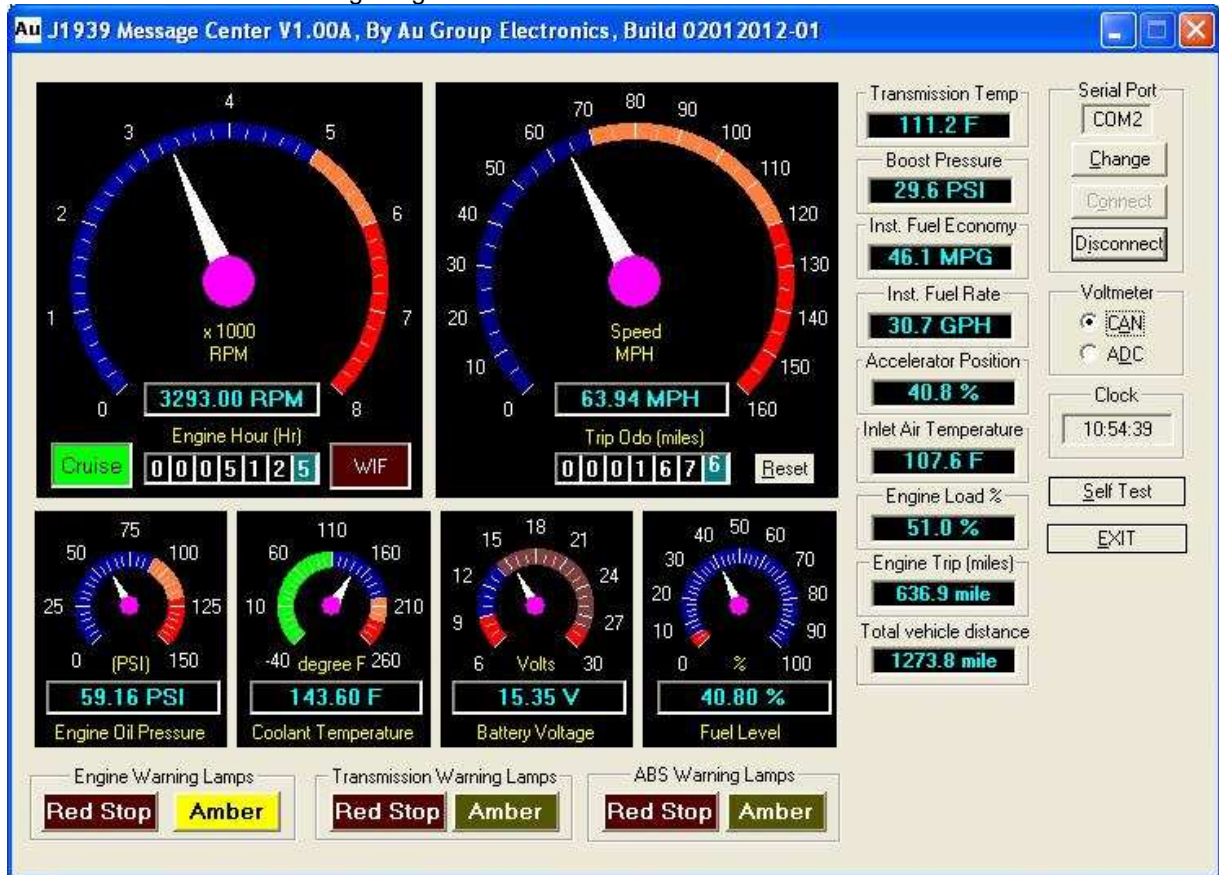 J1939 Message Center V1.00A, By Au Group Electronics, Build 02012012-01
Au
0 1 2 3 4 5 6 7 8
x 1000
RPM
3293.00 RPM
Engine Hour (Hr)
Cruise
0005125
WIF
0 10 20 30 40 50 60 70 80 90 100 110 120 130 140 150 160
Speed
MPH
63.94 MPH
Trip Odo (miles)
0001676
Reset
0 25 50 75 100 125 150
(PSI)
59.16 PSI
Engine Oil Pressure
-40 10 60 110 160 210 260
degree F
143.60 F
Coolant Temperature
6 9 12 15 18 21 24 27 30
Volts
15.35 V
Battery Voltage
0 10 20 30 40 50 60 70 80 90 100
%
40.80 %
Fuel Level
Engine Warning Lamps
Red Stop
Amber
Transmission Warning Lamps
Red Stop
Amber
ABS Warning Lamps
Red Stop
Amber
Transmission Temp
111.2 F
Boost Pressure
29.6 PSI
Inst. Fuel Economy
46.1 MPG
Inst. Fuel Rate
30.7 GPH
Accelerator Position
40.8 %
Inlet Air Temperature
107.6 F
Engine Load %
51.0 %
Engine Trip (miles)
636.9 mile
Total vehicle distance
1273.8 mile
Serial Port
COM2
Change
Connect
Disconnect
Voltmeter
CAN
ADC
Clock
10:54:39
Self Test
EXIT